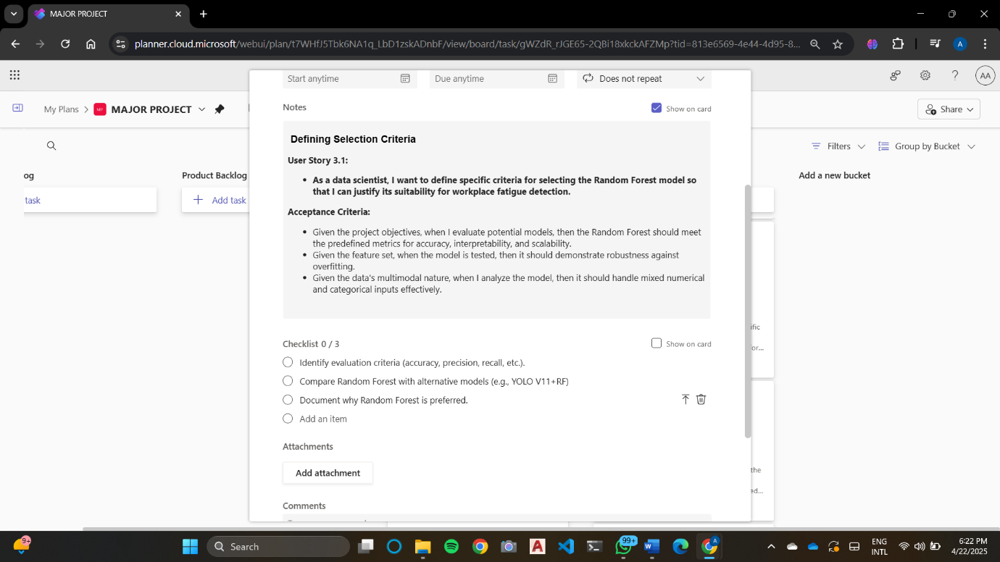 MAJOR PROJECT
planner.cloud.microsoft/webui/plan/t7WHfJ5Tbk6NA1q_LbD1zskADnbF/view/board/task/gWZdR_rJGE65-2QBi18xkckAFZMp?tid=813e6569-4e44-4d95-8...
A
AA
My Plans
MP
MAJOR PROJECT
Share
Start anytime
Due anytime
Does not repeat
Notes
Show on card
Defining Selection Criteria
User Story 3.1:
• As a data scientist, I want to define specific criteria for selecting the Random Forest model so
that I can justify its suitability for workplace fatigue detection.
Acceptance Criteria:
• Given the project objectives, when I evaluate potential models, then the Random Forest should meet
the predefined metrics for accuracy, interpretability, and scalability.
• Given the feature set, when the model is tested, then it should demonstrate robustness against
overfitting.
• Given the data's multimodal nature, when I analyze the model, then it should handle mixed numerical
and categorical inputs effectively.
Checklist 0 / 3
Show on card
Identify evaluation criteria (accuracy, precision, recall, etc.).
Compare Random Forest with alternative models (e.g., YOLO V11+RF)
Document why Random Forest is preferred.
Add an item
Attachments
Add attachment
Comments
Filters
Group by Bucket
og
task
Product Backlog
Add task
Add a new bucket
ific
or...
the
ed...
9+
Search
99+
A
ENG
INTL
6:22 PM
4/22/2025